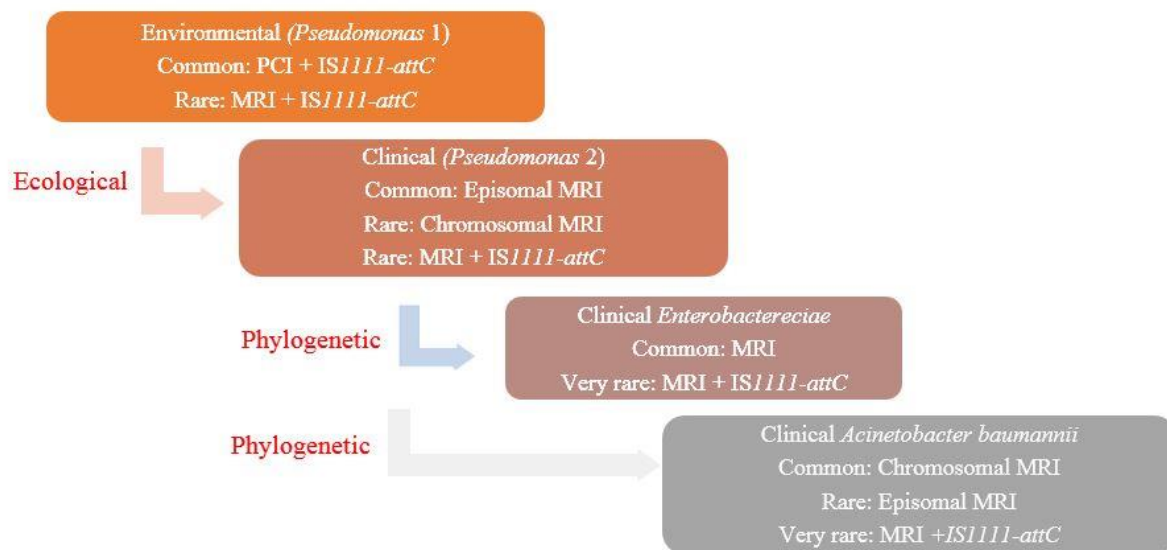 Environmental (Pseudomonas 1)
Common: PCI + IS1111-attC
Rare: MRI + IS1111-attC
Ecological
Clinical (Pseudomonas 2)
Common: Episomal MRI
Rare: Chromosomal MRI
Rare: MRI + IS1111-attC
Phylogenetic
Clinical Enterobactereciae
Common: MRI
Very rare: MRI + IS1111-attC
Phylogenetic
Clinical Acinetobacter baumannii
Common: Chromosomal MRI
Rare: Episomal MRI
Very rare: MRI +IS1111-attC